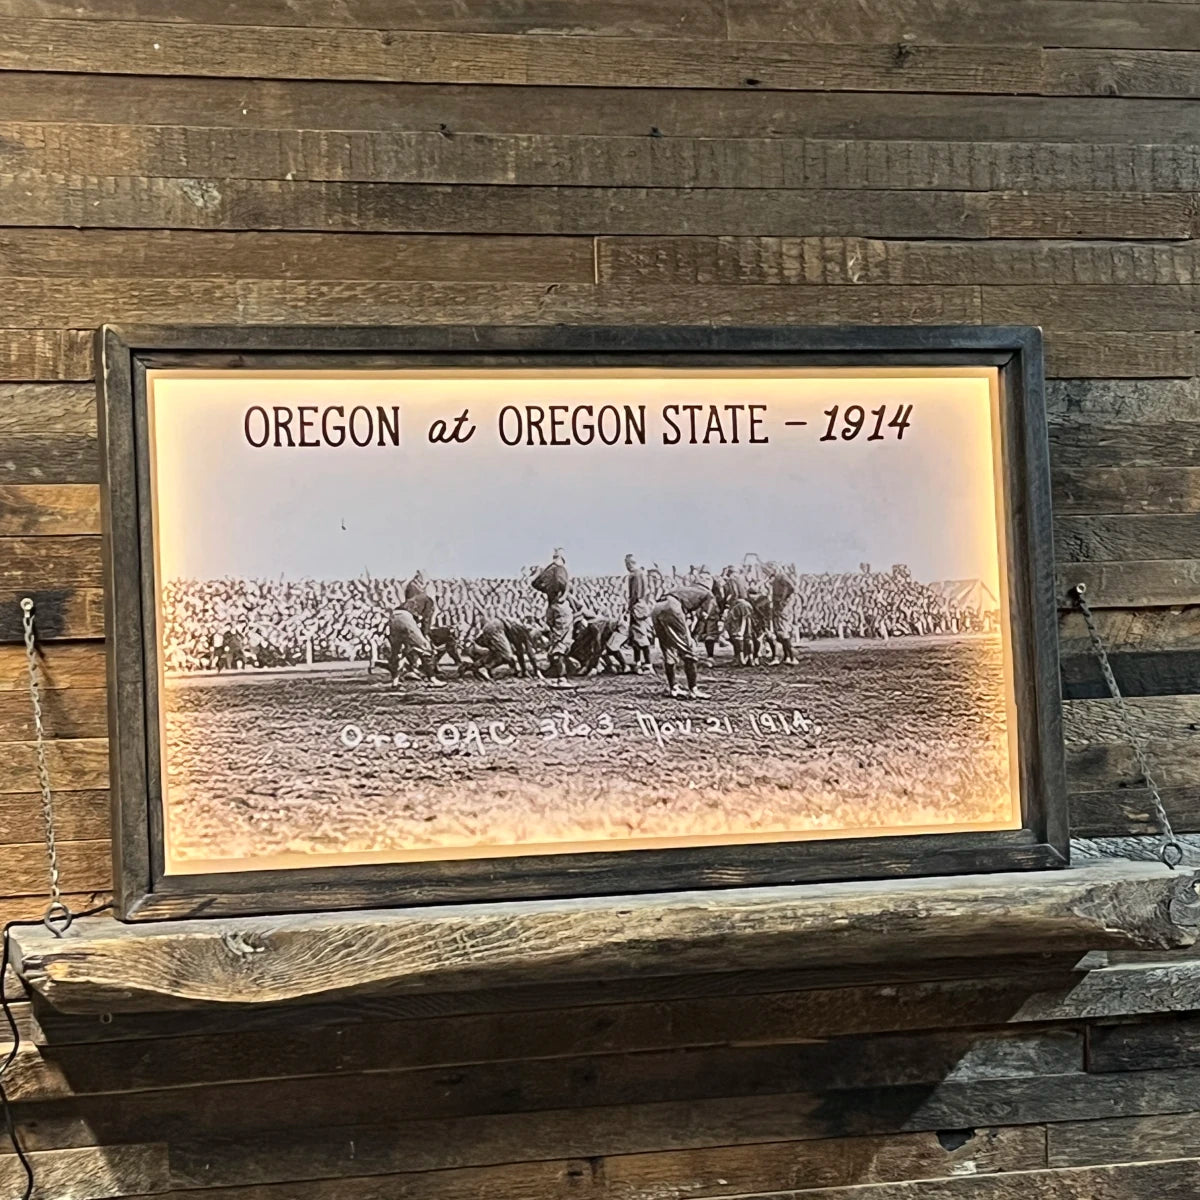 OREGON at OREGON STATE – 1914
Ore. OAC. 3 to 3 Nov. 21 1914.